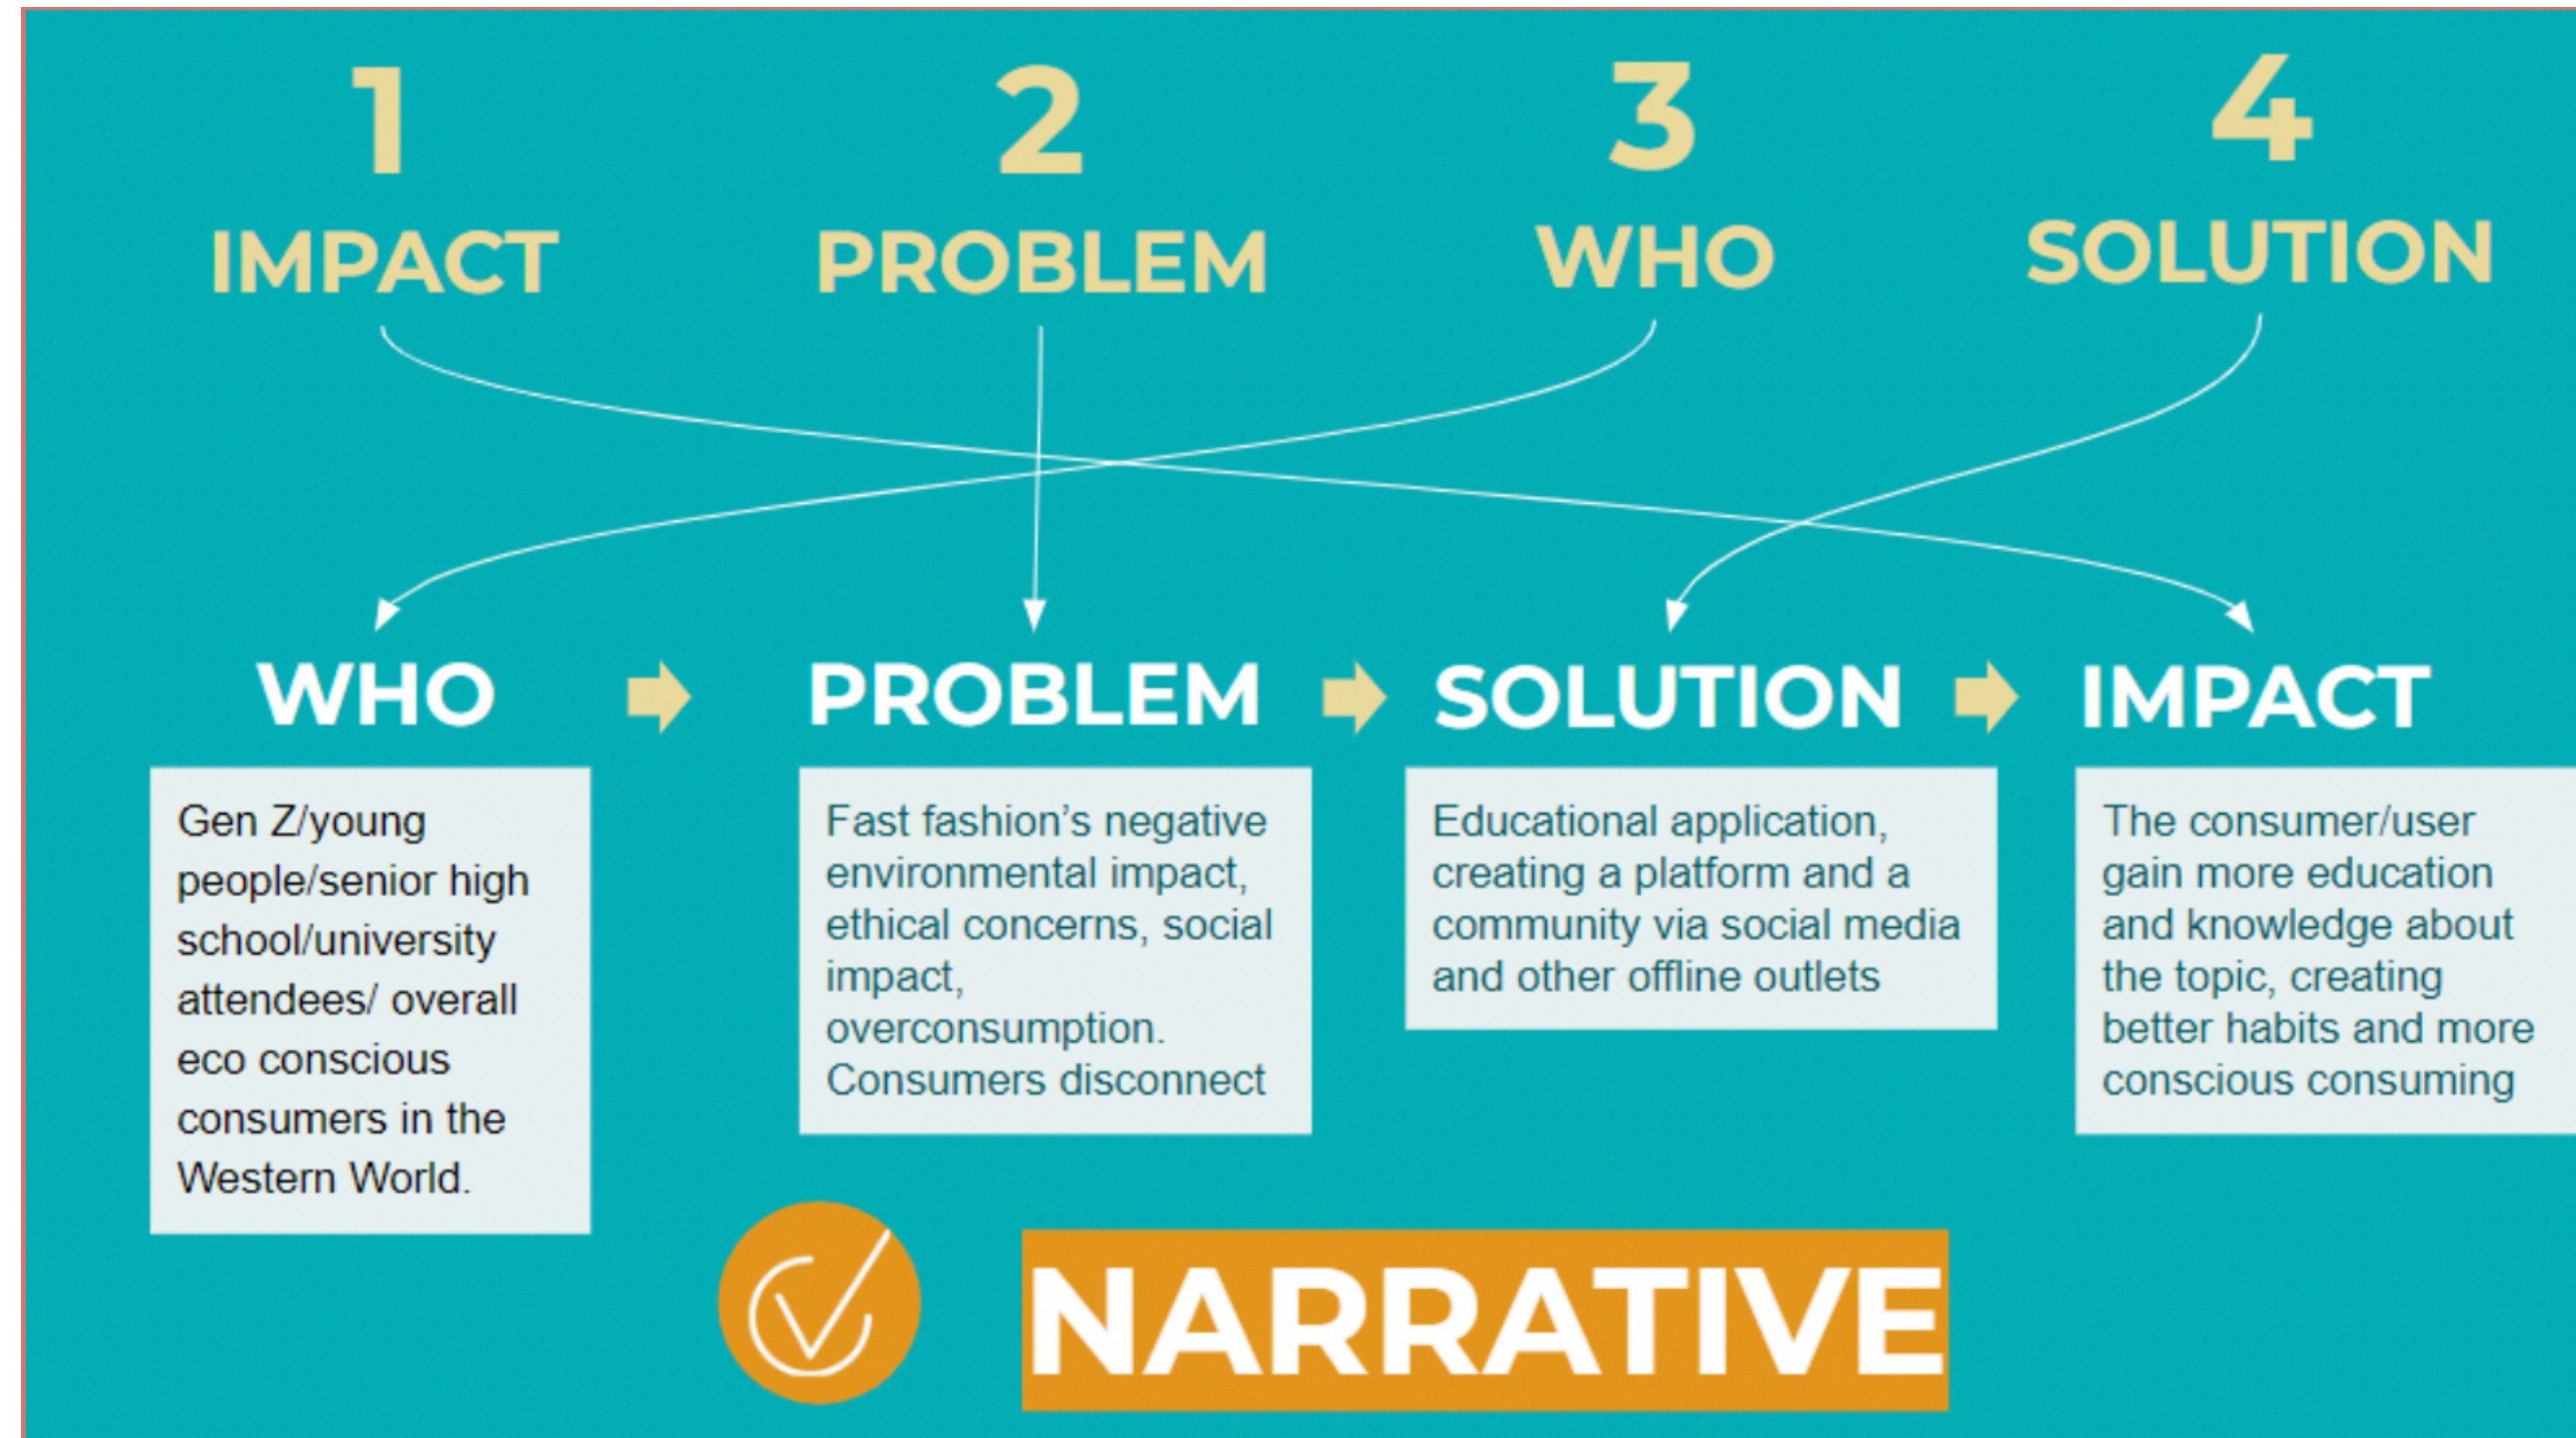 1
IMPACT
2
PROBLEM
3
WHO
4
SOLUTION
WHO
PROBLEM
SOLUTION
IMPACT
Gen Z/young
people/senior high
school/university
attendees/ overall
eco conscious
consumers in the
Western World.
Fast fashion’s negative
environmental impact,
ethical concerns, social
impact,
overconsumption.
Consumers disconnect
Educational application,
creating a platform and a
community via social media
and other offline outlets
The consumer/user
gain more education
and knowledge about
the topic, creating
better habits and more
conscious consuming
NARRATIVE